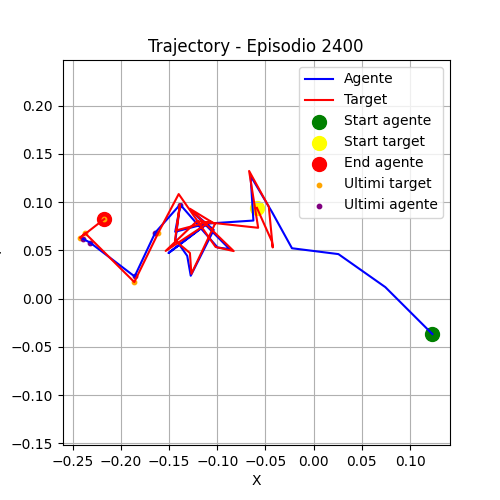 Trajectory - Episodio 2400
Agente
Target
Start agente
Start target
End agente
Ultimi target
Ultimi agente
0.20
0.15
0.10
0.05
0.00
−0.05
−0.10
−0.15
−0.25 −0.20 −0.15 −0.10 −0.05 0.00 0.05 0.10
X